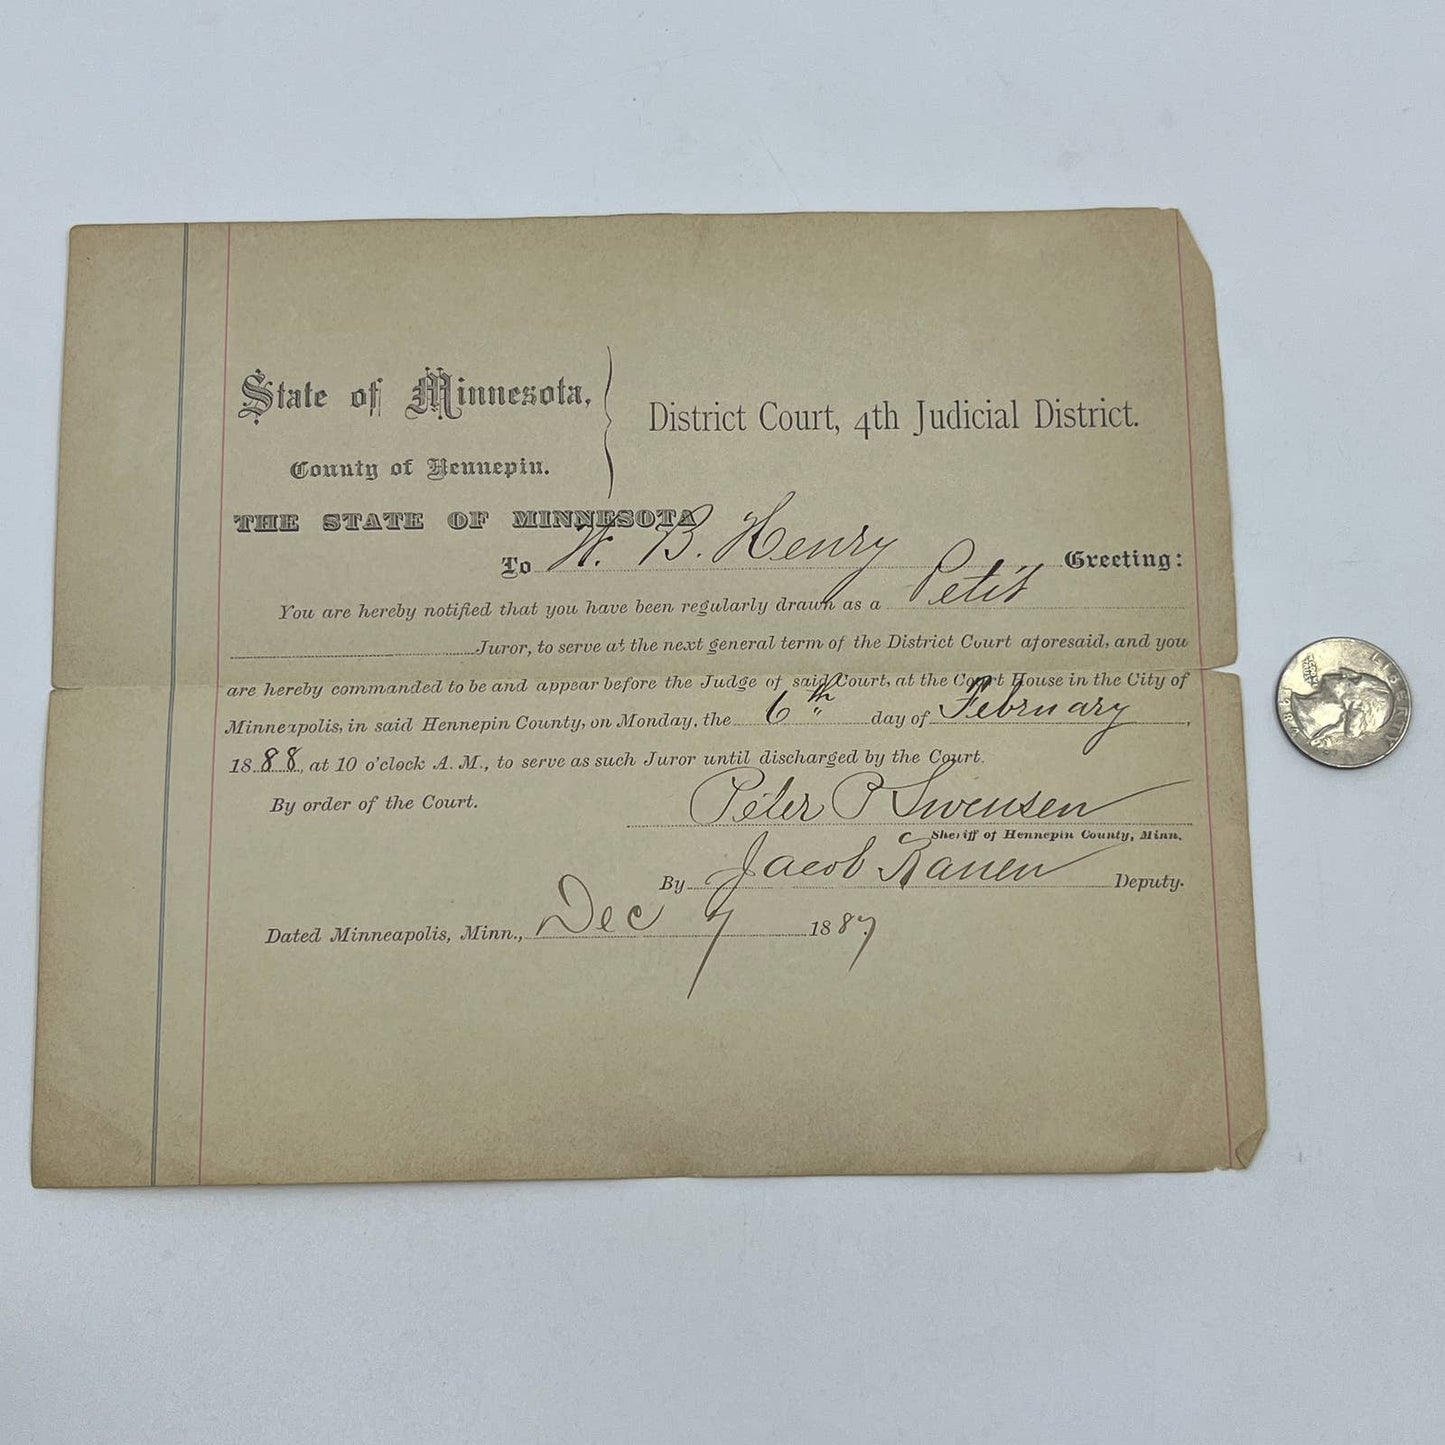 State of Minnesota,
County of Hennepin.
District Court, 4th Judicial District.
THE STATE OF MINNESOTA
To W. B. Henry Greeting:
You are hereby notified that you have been regularly drawn as a Petit
Juror, to serve at the next general term of the District Court aforesaid, and you
are hereby commanded to be and appear before the Judge of said Court, at the Court House in the City of
Minneapolis, in said Hennepin County, on Monday, the 6th day of February,
1888, at 10 o'clock A. M., to serve as such Juror until discharged by the Court.
By order of the Court.
Peter P Swensen
Sheriff of Hennepin County, Minn.
By Jacob Deputy.
Dated Minneapolis, Minn., Dec 7 1887
LIBERTY